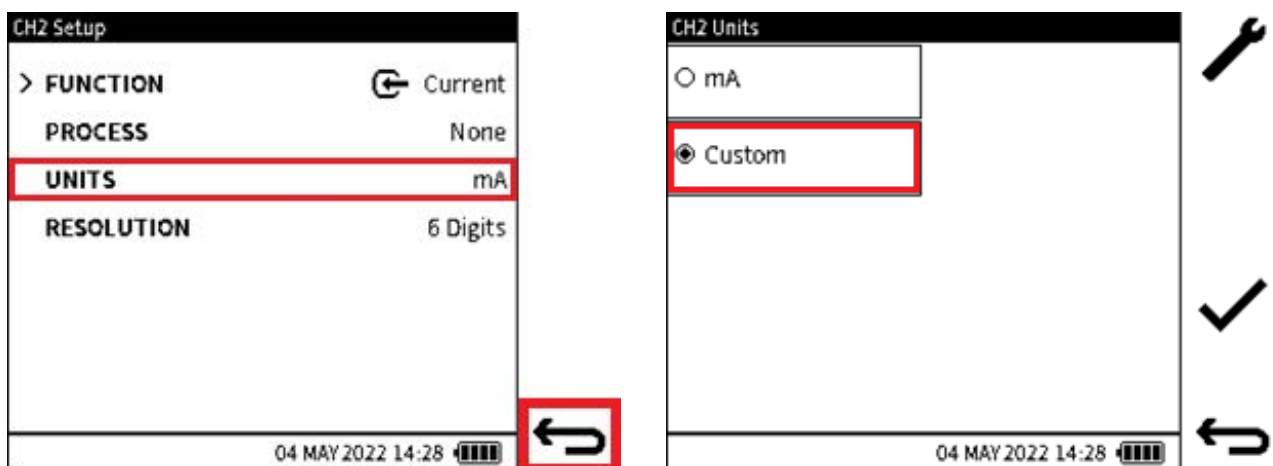 CH2 Setup
> FUNCTION Current
PROCESS None
UNITS mA
RESOLUTION 6 Digits
04 MAY 2022 14:28
CH2 Units
mA
Custom
04 MAY 2022 14:28